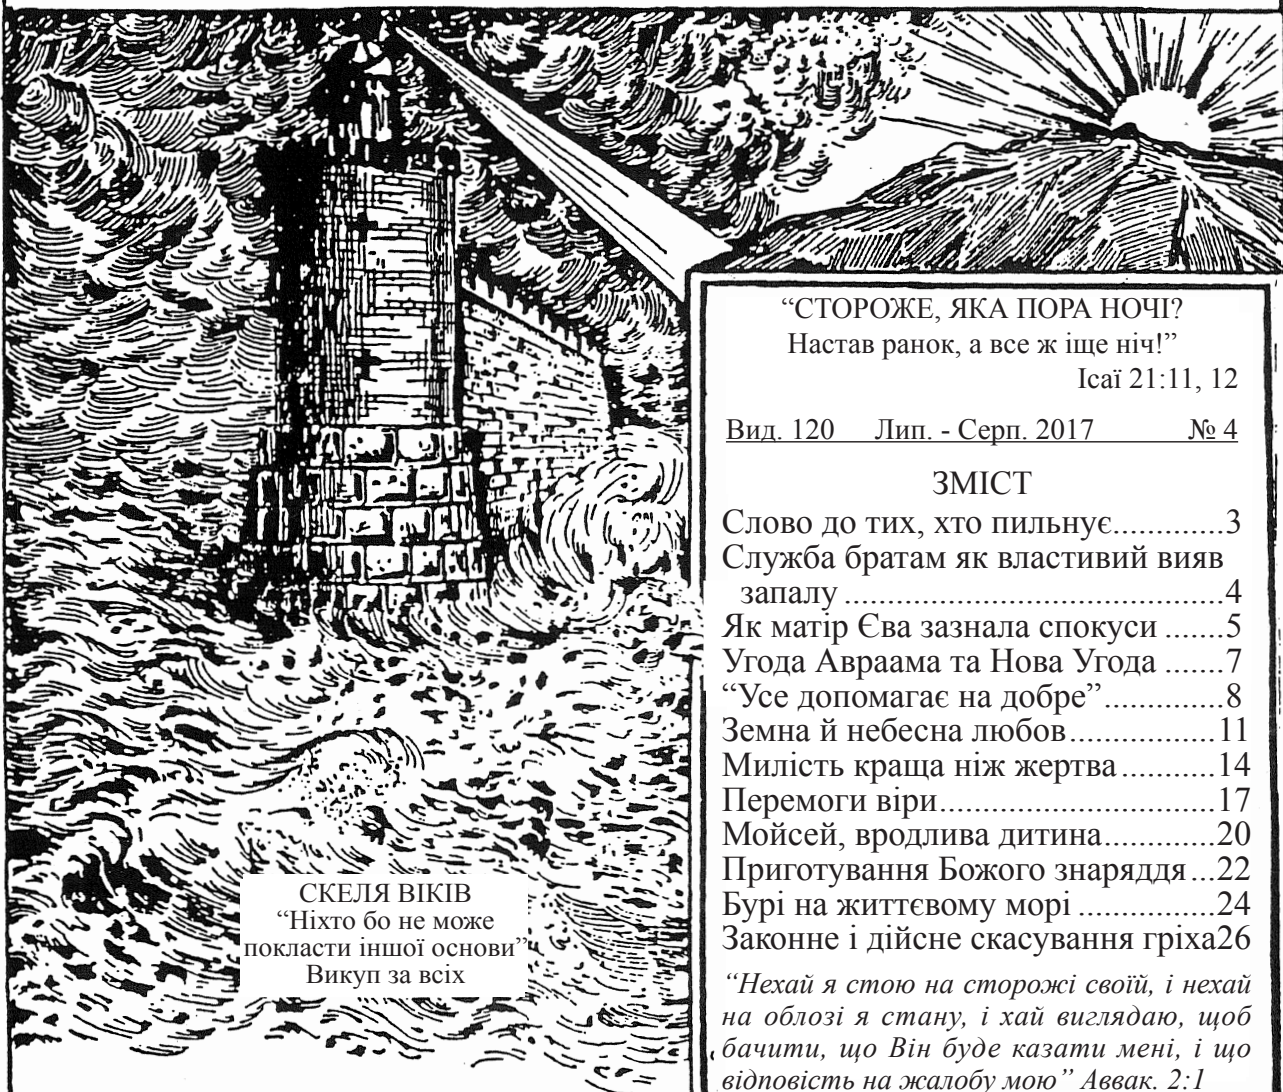 “СТОРОЖЕ, ЯКА ПОРА НОЧІ?
Настав ранок, а все ж іще ніч!”
Ісаї 21:11, 12
Вид. 120 Лип. - Серп. 2017 № 4
ЗМІСТ
Слово до тих, хто пильнує..........3
Служба братам як властивий вияв
запалу ......................................4
Як матір Єва зазнала спокуси .......5
Угода Авраама та Нова Угода .......7
“Усе допомагає на добре”............8
Земна й небесна любов...............11
Милість краща ніж жертва..........14
Перемоги віри............................17
Мойсей, вродлива дитина...........20
Приготування Божого знаряддя...22
Бурі на життєвому морі ..............24
Законне і дійсне скасування гріха26
“Нехай я стою на сторожі своїй, і нехай
на облозі я стану, і хай виглядаю, щоб
бачити, що Він буде казати мені, і що
відповість на жалобу мою” Аввак. 2:1
СКЕЛЯ ВІКІВ
“Ніхто бо не може
покласти іншої основи”
Викуп за всіх